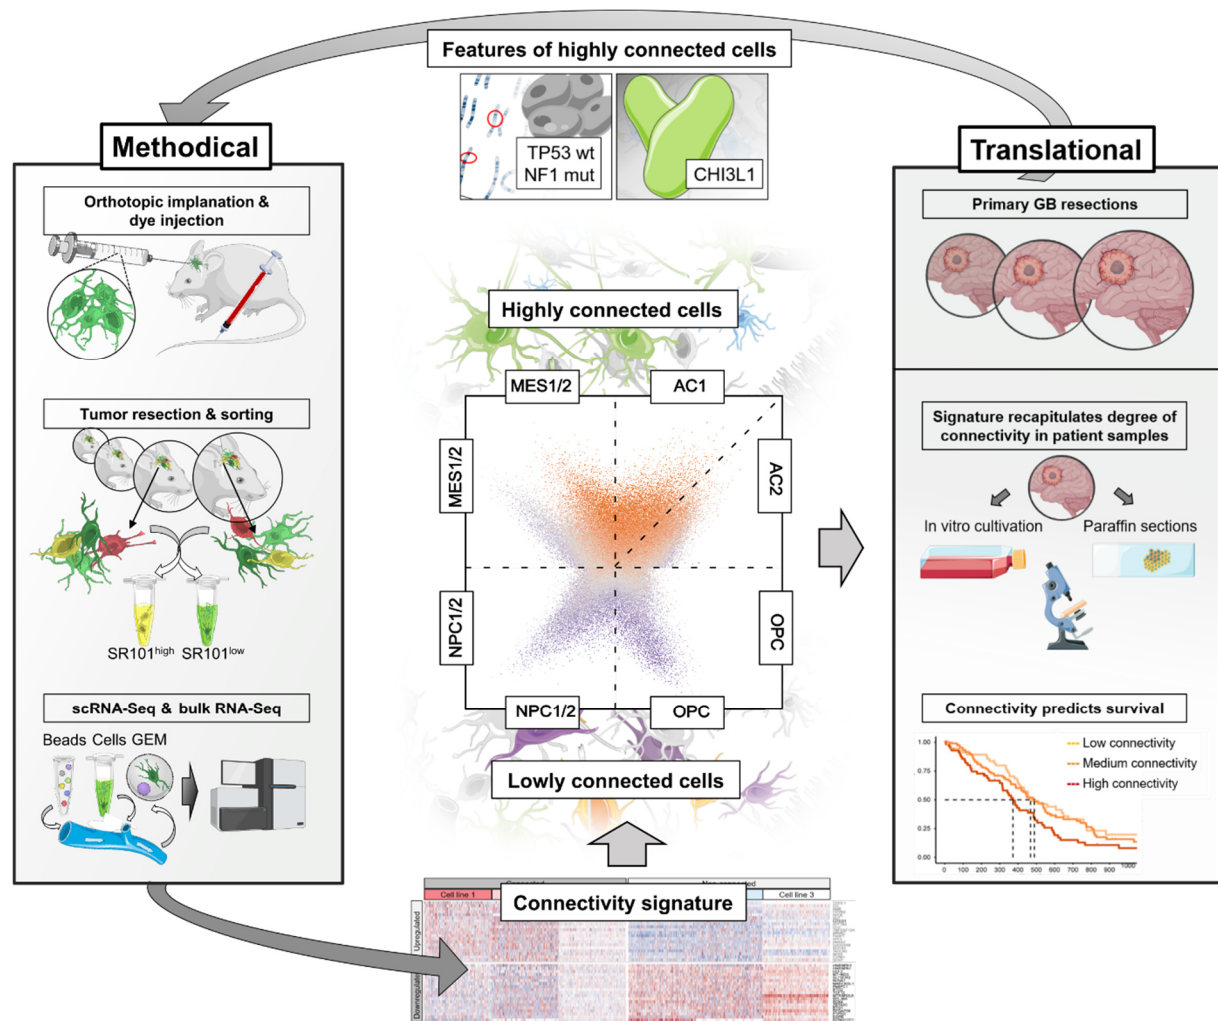 Features of highly connected cells
TP53 wt
NF1 mut
CHI3L1
Methodical
Orthotopic implanation &
dye injection
Tumor resection & sorting
SR101high SR101low
scRNA-Seq & bulk RNA-Seq
Beads Cells GEM
Highly connected cells
MES1/2
AC1
MES1/2
AC2
NPC1/2
OPC
NPC1/2
OPC
Lowly connected cells
Cell line 1
Cell line 3
Connectivity signature
Upregulated
Downregulated
Translational
Primary GB resections
Signature recapitulates degree of
connectivity in patient samples
In vitro cultivation
Paraffin sections
Connectivity predicts survival
Low connectivity
Medium connectivity
High connectivity
1.00
0.75
0.50
0.25
0.00
0 100 200 300 400 500 600 700 800 900 1000